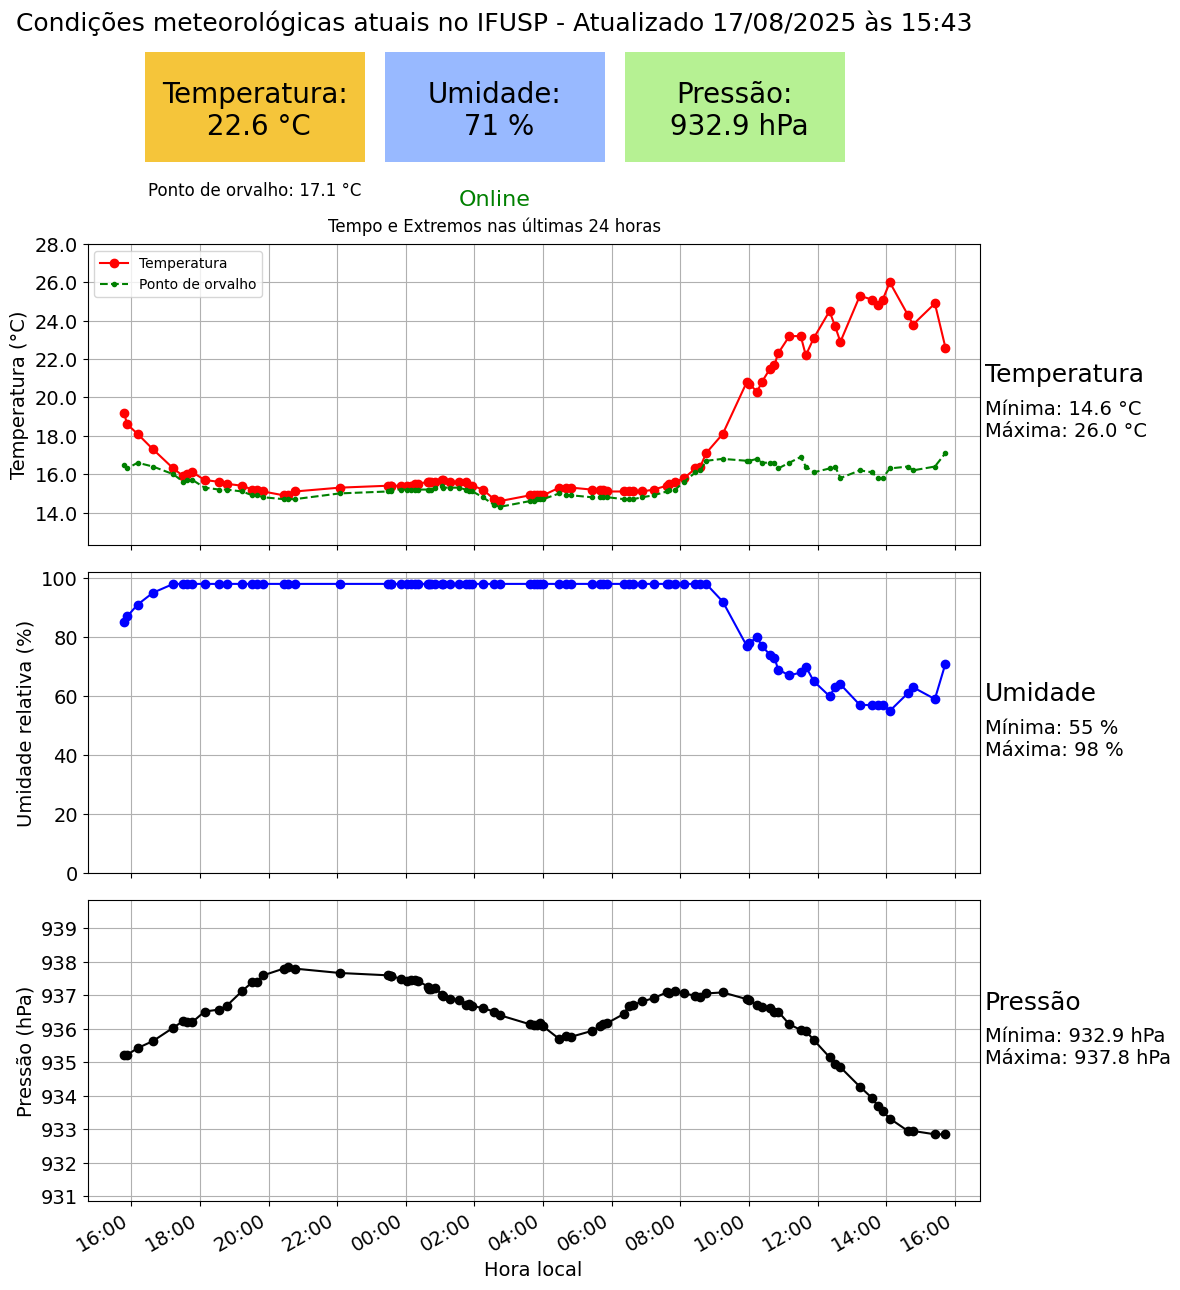 Condições meteorológicas atuais no IFUSP - Atualizado 17/08/2025 às 15:43
Temperatura:
22.6 °C
Umidade:
71 %
Pressão:
932.9 hPa
Ponto de orvalho: 17.1 °C
Online
Tempo e Extremos nas últimas 24 horas
Temperatura (°C)
28.0
26.0
24.0
22.0
20.0
18.0
16.0
14.0
Temperatura
Ponto de orvalho
Temperatura
Mínima: 14.6 °C
Máxima: 26.0 °C
Umidade relativa (%)
100
80
60
40
20
0
Umidade
Mínima: 55 %
Máxima: 98 %
Pressão (hPa)
939
938
937
936
935
934
933
932
931
Pressão
Mínima: 932.9 hPa
Máxima: 937.8 hPa
16:00
18:00
20:00
22:00
00:00
02:00
04:00
06:00
08:00
10:00
12:00
14:00
16:00
Hora local